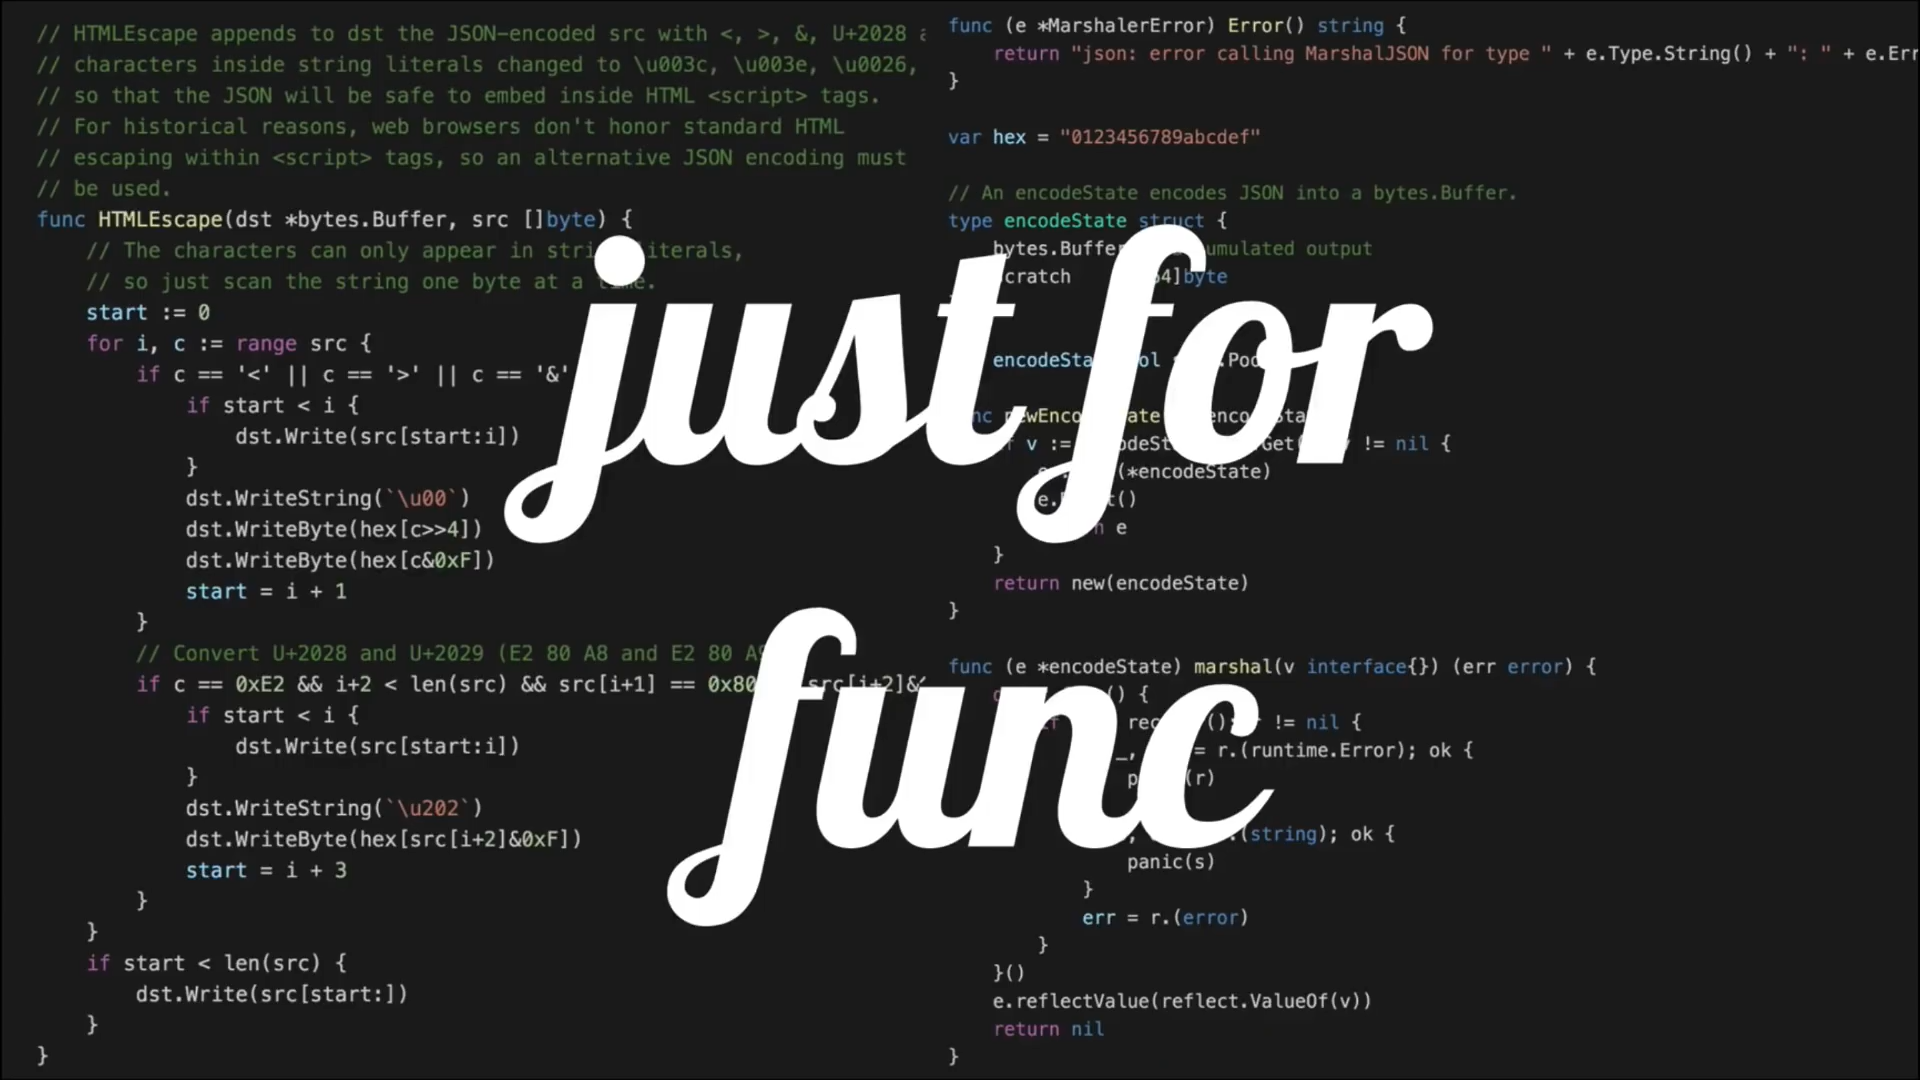 // HTMLEscape appends to dst the JSON-encoded src with <, >, &, U+2028
// characters inside string literals changed to \u003c, \u003e, \u0026,
// so that the JSON will be safe to embed inside HTML <script> tags.
// For historical reasons, web browsers don't honor standard HTML
// escaping within <script> tags, so an alternative JSON encoding must
// be used.
func HTMLEscape(dst *bytes.Buffer, src []byte) {
// The characters can only appear in
// so just scan the string one byte at a
start := 0
for i, c := range src {
if c == '<' || c == '>' || c == '&'
if start < i {
dst.Write(src[start:i])
}
dst.WriteString(`\u00`)
dst.WriteByte(hex[c>>4])
dst.WriteByte(hex[c&0xF])
start = i + 1
}
// Convert U+2028 and U+2029 (E2 80 A8 and E2 80
if c == 0xE2 && i+2 < len(src) && src[i+1] == 0x80 src[i+2]&
if start < i {
dst.Write(src[start:i])
}
dst.WriteString(`\u202`)
dst.WriteByte(hex[src[i+2]&0xF])
start = i + 3
}
}
if start < len(src) {
dst.Write(src[start:])
}
}
just for
func
func (e *MarshalerError) Error() string {
return "json: error calling MarshalJSON for type " + e.Type.String() + ": " + e.Err
}
var hex = "0123456789abcdef"
// An encodeState encodes JSON into a bytes.Buffer.
type encodeState struct {
bytes.Buffer output
]byte
!= nil {
(*encodeState)
e
}
return new(encodeState)
}
func (e *encodeState) marshal(v interface{}) (err error) {
() {
!= nil {
= r.(runtime.Error); ok {
(string); ok {
panic(s)
}
err = r.(error)
}
}()
e.reflectValue(reflect.ValueOf(v))
return nil
}